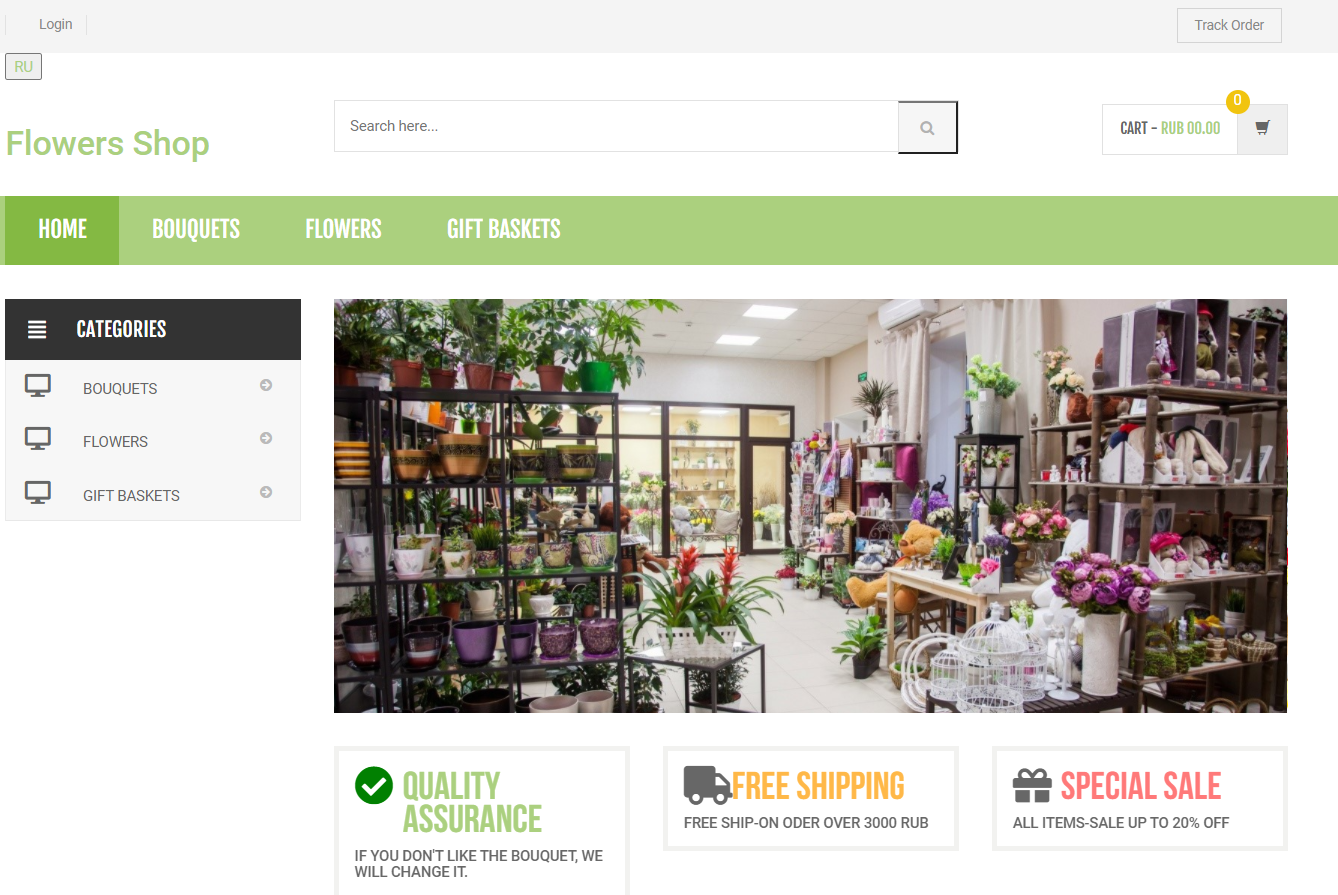 Login
Track Order
RU
Flowers Shop
Search here...
CART - RUB 00.00
0
HOME
BOUQUETS
FLOWERS
GIFT BASKETS
CATEGORIES
BOUQUETS
FLOWERS
GIFT BASKETS
QUALITY
ASSURANCE
IF YOU DON'T LIKE THE BOUQUET, WE
WILL CHANGE IT.
FREE SHIPPING
FREE SHIP-ON ODER OVER 3000 RUB
SPECIAL SALE
ALL ITEMS-SALE UP TO 20% OFF